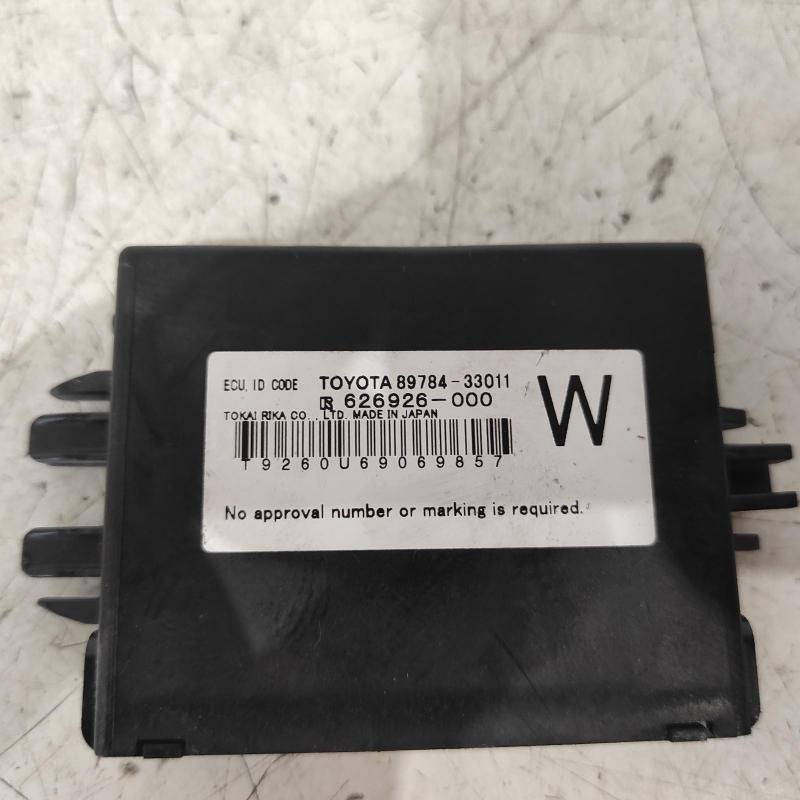 ECU, ID CODE TOYOTA 89784-33011
626926-000
TOKAI RIKA CO., LTD. MADE IN JAPAN
W
T9260U69069857
No approval number or marking is required.